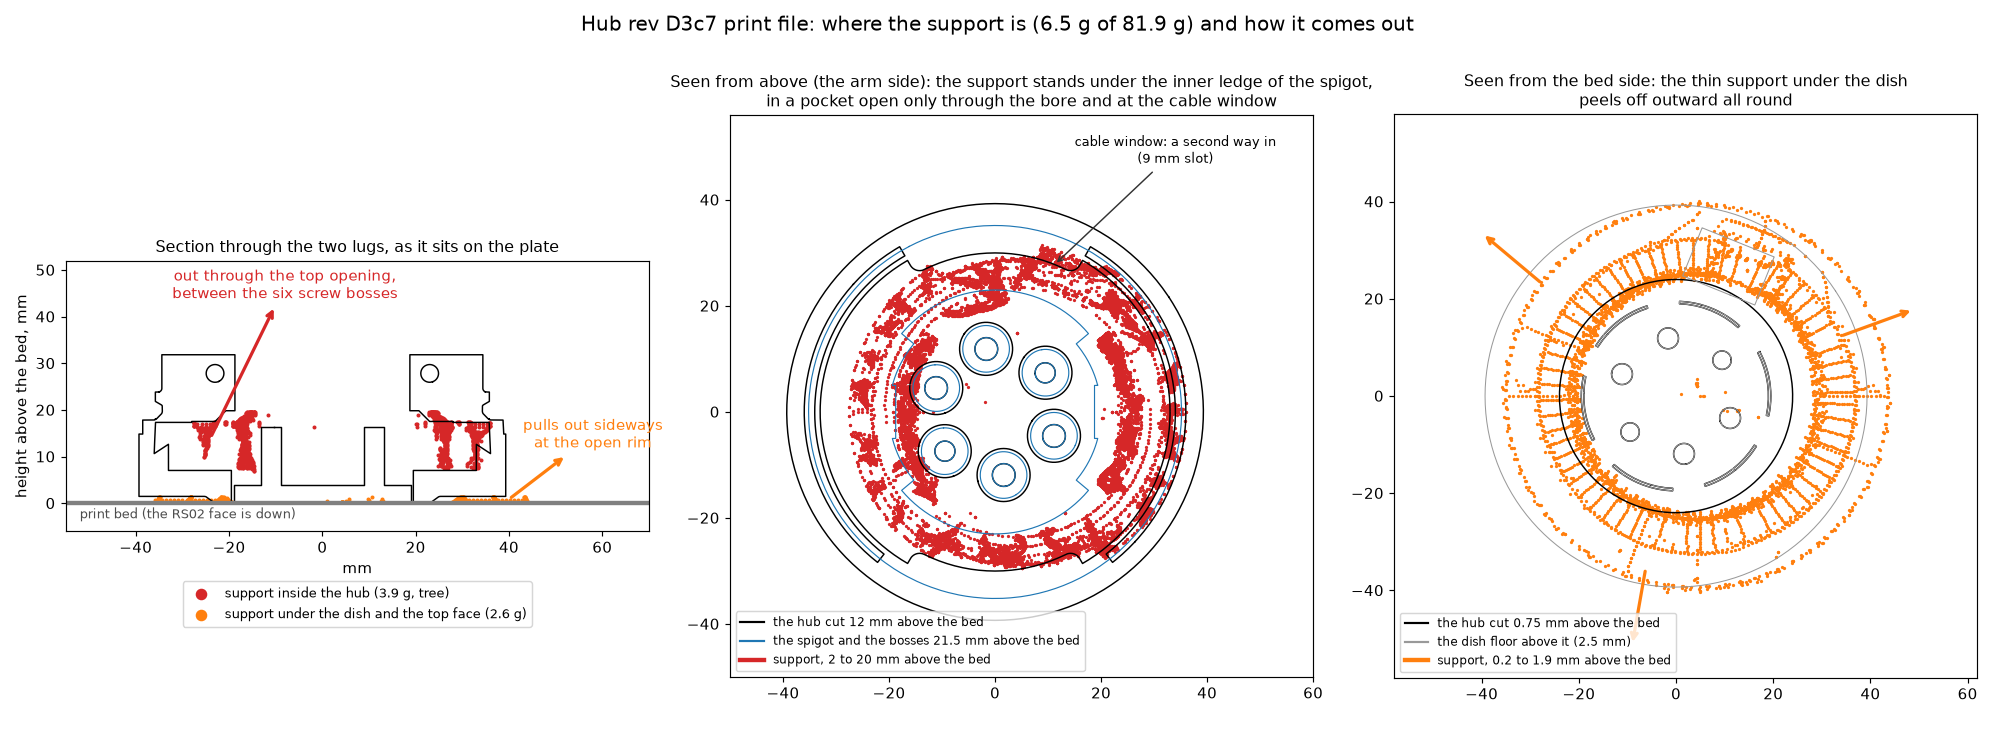 Hub rev D3c7 print file: where the support is (6.5 g of 81.9 g) and how it comes out
Section through the two lugs, as it sits on the plate
out through the top opening,
between the six screw bosses
pulls out sideways
at the open rim
print bed (the RS02 face is down)
height above the bed, mm
50
40
30
20
10
0
−40
−20
0
20
40
60
mm
support inside the hub (3.9 g, tree)
support under the dish and the top face (2.6 g)
Seen from above (the arm side): the support stands under the inner ledge of the spigot,
in a pocket open only through the bore and at the cable window
cable window: a second way in
(9 mm slot)
40
20
0
−20
−40
the hub cut 12 mm above the bed
the spigot and the bosses 21.5 mm above the bed
support, 2 to 20 mm above the bed
−40
−20
0
20
40
60
Seen from the bed side: the thin support under the dish
peels off outward all round
40
20
0
−20
−40
the hub cut 0.75 mm above the bed
the dish floor above it (2.5 mm)
support, 0.2 to 1.9 mm above the bed
−40
−20
0
20
40
60